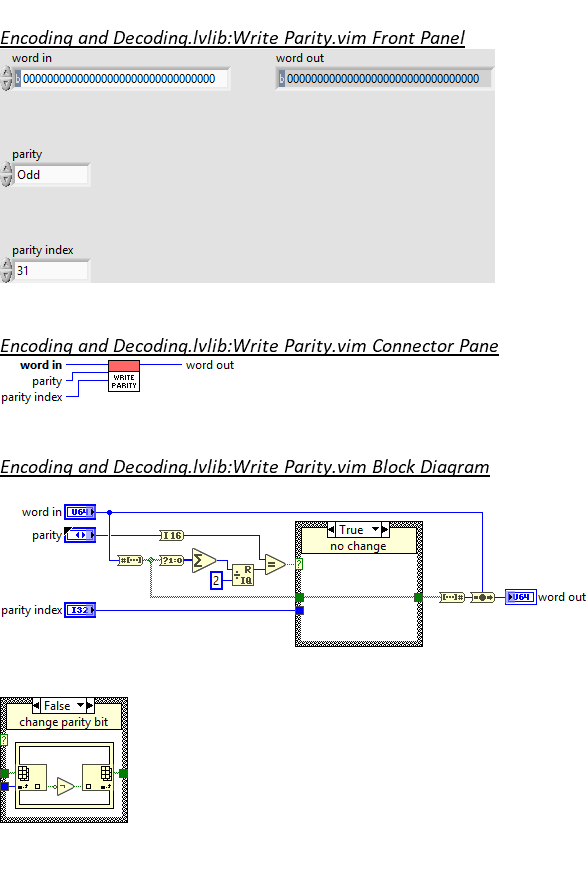 Encoding and Decoding.lvlib:Write Parity.vim Front Panel
word in
word out
b 00000000000000000000000000000000
b 00000000000000000000000000000000
parity
Odd
parity index
31
Encoding and Decoding.lvlib:Write Parity.vim Connector Pane
word in
word out
parity
parity index
WRITE
PARITY
Encoding and Decoding.lvlib:Write Parity.vim Block Diagram
word in U64
True
parity I16
no change
#[...] ?1:0 Σ = ?
2 R
IQ
[...]# U64 word out
parity index I32
False
change parity bit
?